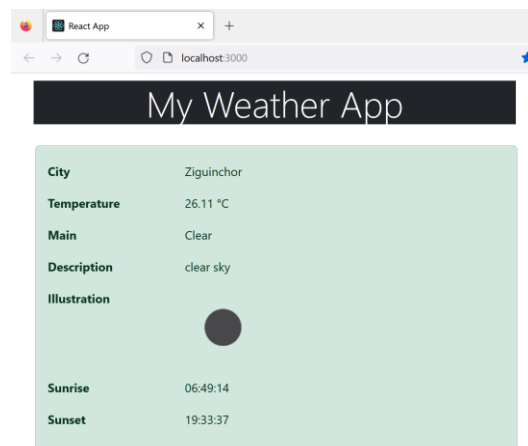 React App
localhost:3000
My Weather App
City Ziguinchor
Temperature 26.11 °C
Main Clear
Description clear sky
Illustration
Sunrise 06:49:14
Sunset 19:33:37